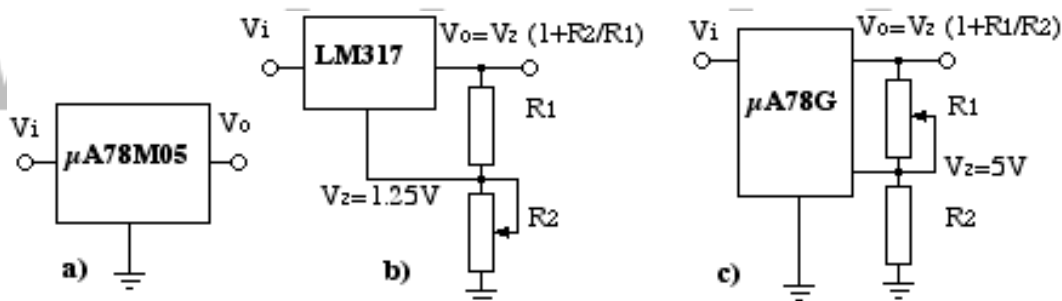 Vi
LM317
Vo=Vz (1+R2/R1)
R1
Vz=1.25V
R2
b)
Vi
μA78M05
Vo
a)
Vi
μA78G
Vo=Vz (1+R1/R2)
R1
Vz=5V
R2
c)